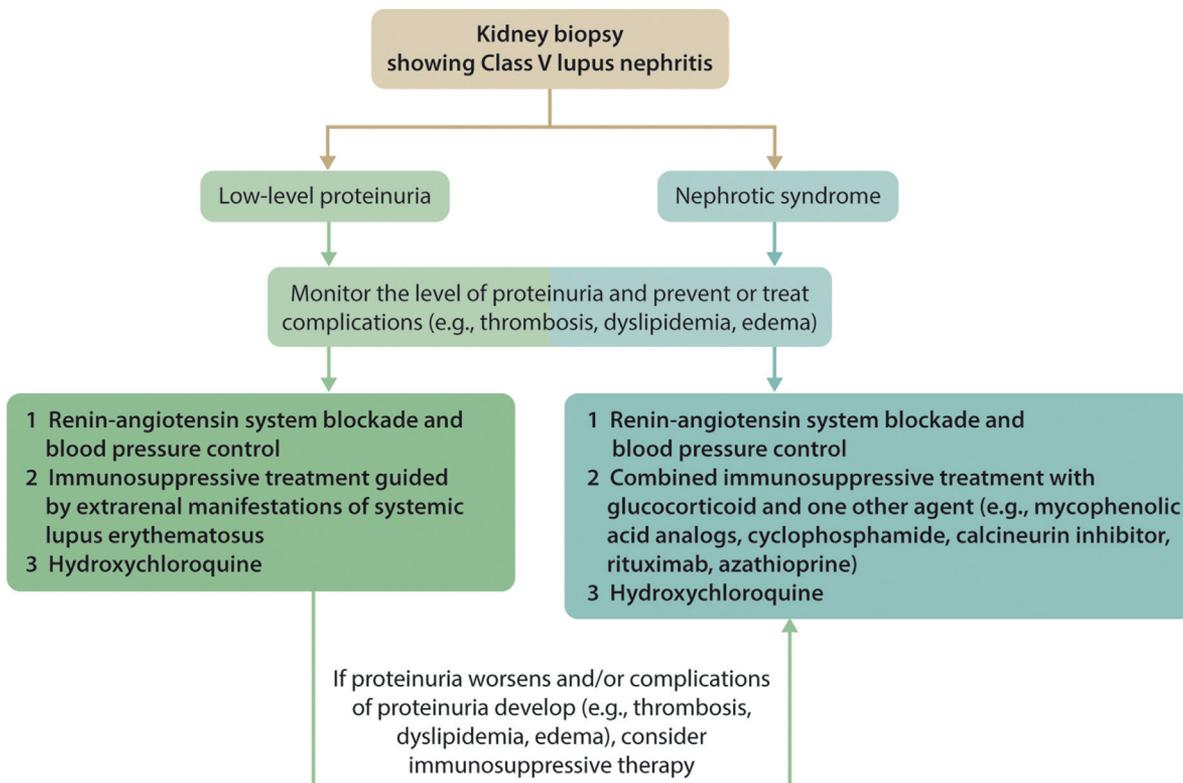 Kidney biopsy
showing Class V lupus nephritis
Low-level proteinuria
Nephrotic syndrome
Monitor the level of proteinuria and prevent or treat
complications (e.g., thrombosis, dyslipidemia, edema)
1 Renin-angiotensin system blockade and
blood pressure control
2 Immunosuppressive treatment guided
by extrarenal manifestations of systemic
lupus erythematosus
3 Hydroxychloroquine
1 Renin-angiotensin system blockade and
blood pressure control
2 Combined immunosuppressive treatment with
glucocorticoid and one other agent (e.g., mycophenolic
acid analogs, cyclophosphamide, calcineurin inhibitor,
rituximab, azathioprine)
3 Hydroxychloroquine
If proteinuria worsens and/or complications
of proteinuria develop (e.g., thrombosis,
dyslipidemia, edema), consider
immunosuppressive therapy